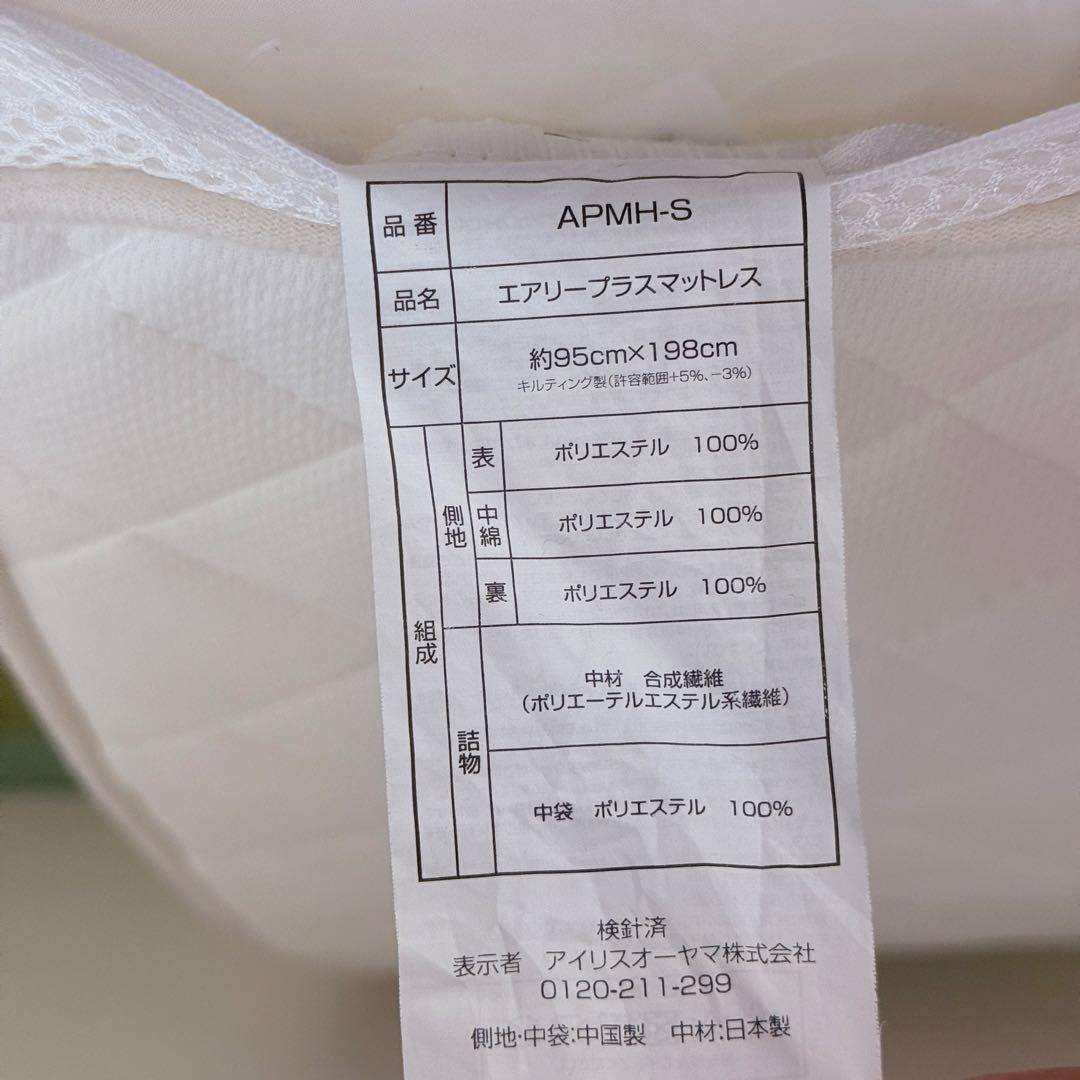 品番 APMH-S
品名 エアリープラスマットレス
サイズ 約95cm×198cm
キルティング製(許容範囲+5%、-3%)
組成
側地
表 ポリエステル 100%
中綿 ポリエステル 100%
裏 ポリエステル 100%
詰物
中材 合成繊維
(ポリエーテルエステル系繊維)
中袋 ポリエステル 100%
検針済
表示者 アイリスオーヤマ株式会社
0120-211-299
側地・中袋:中国製 中材:日本製